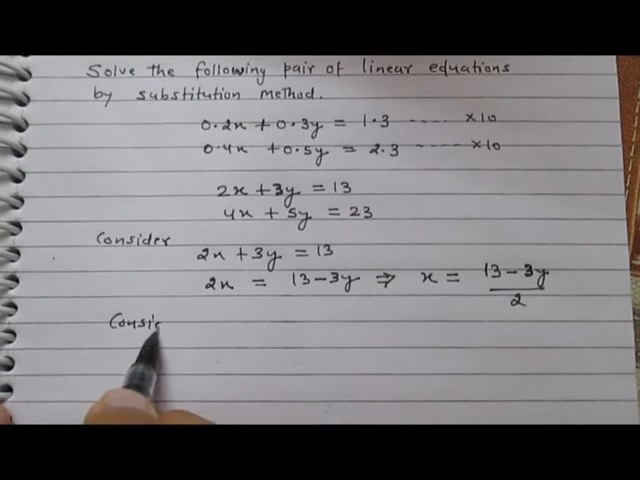 Solve the following pair of linear equations
by substitution method.
0.2x + 0.3y = 1.3 ----- ×10
0.4x + 0.5y = 2.3 ------ ×10
2x + 3y = 13
4x + 5y = 23
Consider
2x + 3y = 13
2x = 13 - 3y ⇒ x = (13 - 3y)/2
Consi